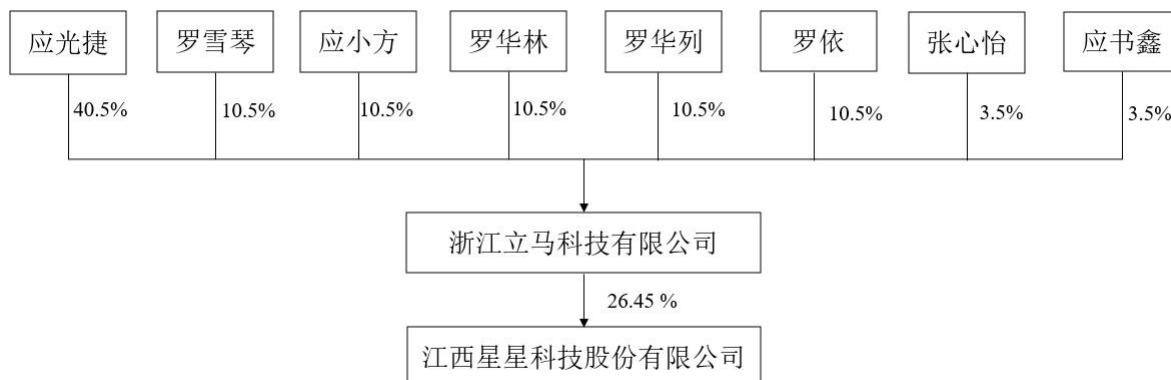 应光捷 罗雪琴 应小方 罗华林 罗华列 罗依 张心怡 应书鑫
40.5% 10.5% 10.5% 10.5% 10.5% 10.5% 3.5% 3.5%
浙江立马科技有限公司
26.45 %
江西星星科技股份有限公司